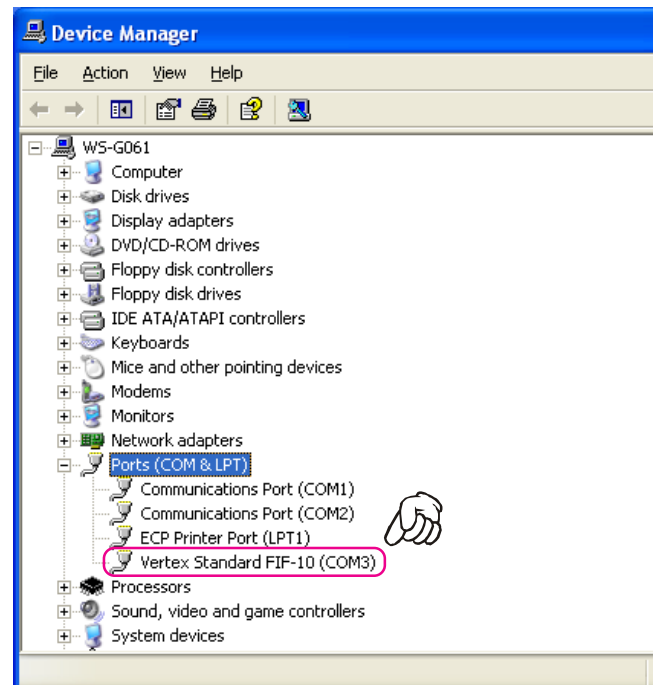 Device Manager
File Action View Help
WS-G061
Computer
Disk drives
Display adapters
DVD/CD-ROM drives
Floppy disk controllers
Floppy disk drives
IDE ATA/ATAPI controllers
Keyboards
Mice and other pointing devices
Modems
Monitors
Network adapters
Ports (COM & LPT)
Communications Port (COM1)
Communications Port (COM2)
ECP Printer Port (LPT1)
Vertex Standard FIF-10 (COM3)
Processors
Sound, video and game controllers
System devices